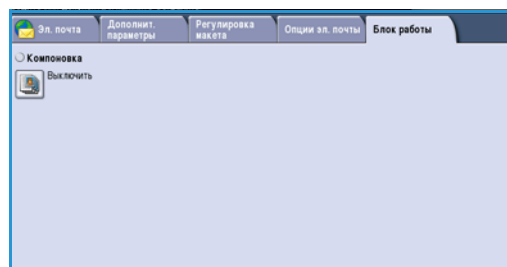 Эл. почта
Дополнит.
параметры
Регулировка
макета
Опции эл. почты
Блок работы
Компоновка
Выключить